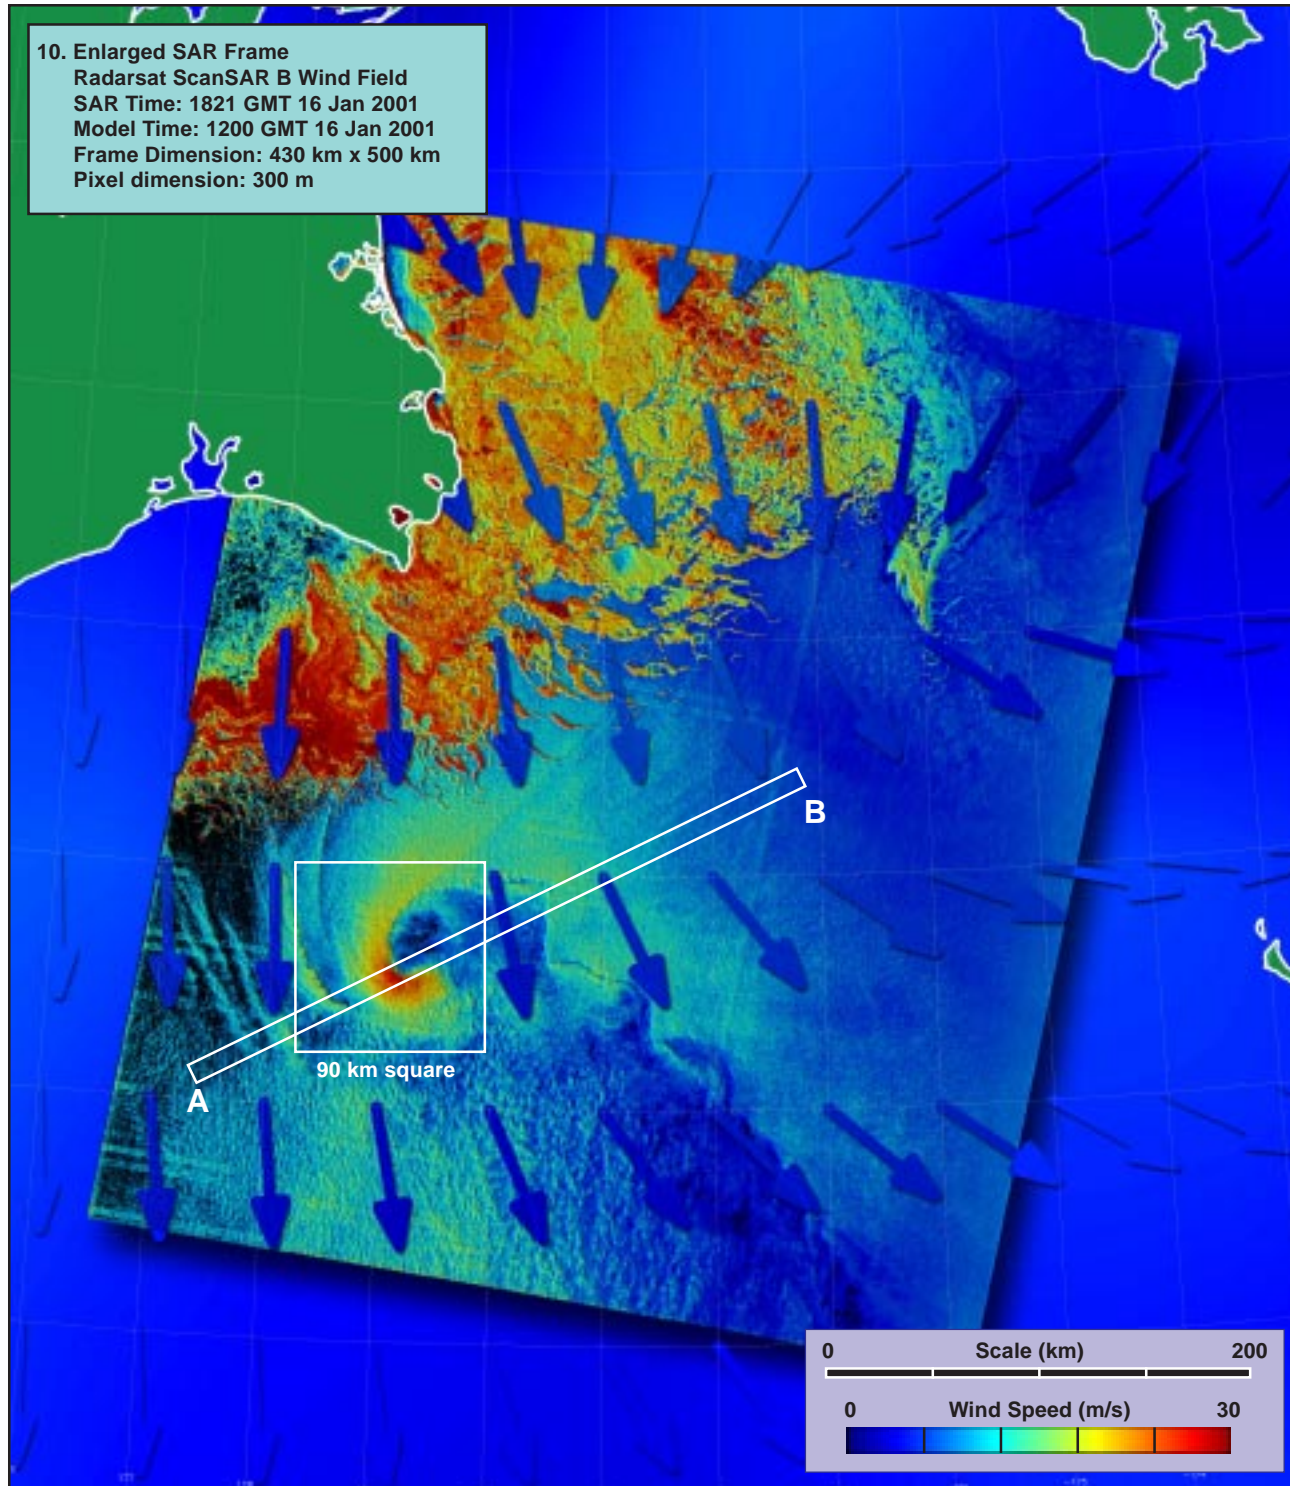 10. Enlarged SAR Frame
Radarsat ScanSAR B Wind Field
SAR Time: 1821 GMT 16 Jan 2001
Model Time: 1200 GMT 16 Jan 2001
Frame Dimension: 430 km x 500 km
Pixel dimension: 300 m
B
90 km square
A
0 Scale (km) 200
0 Wind Speed (m/s) 30